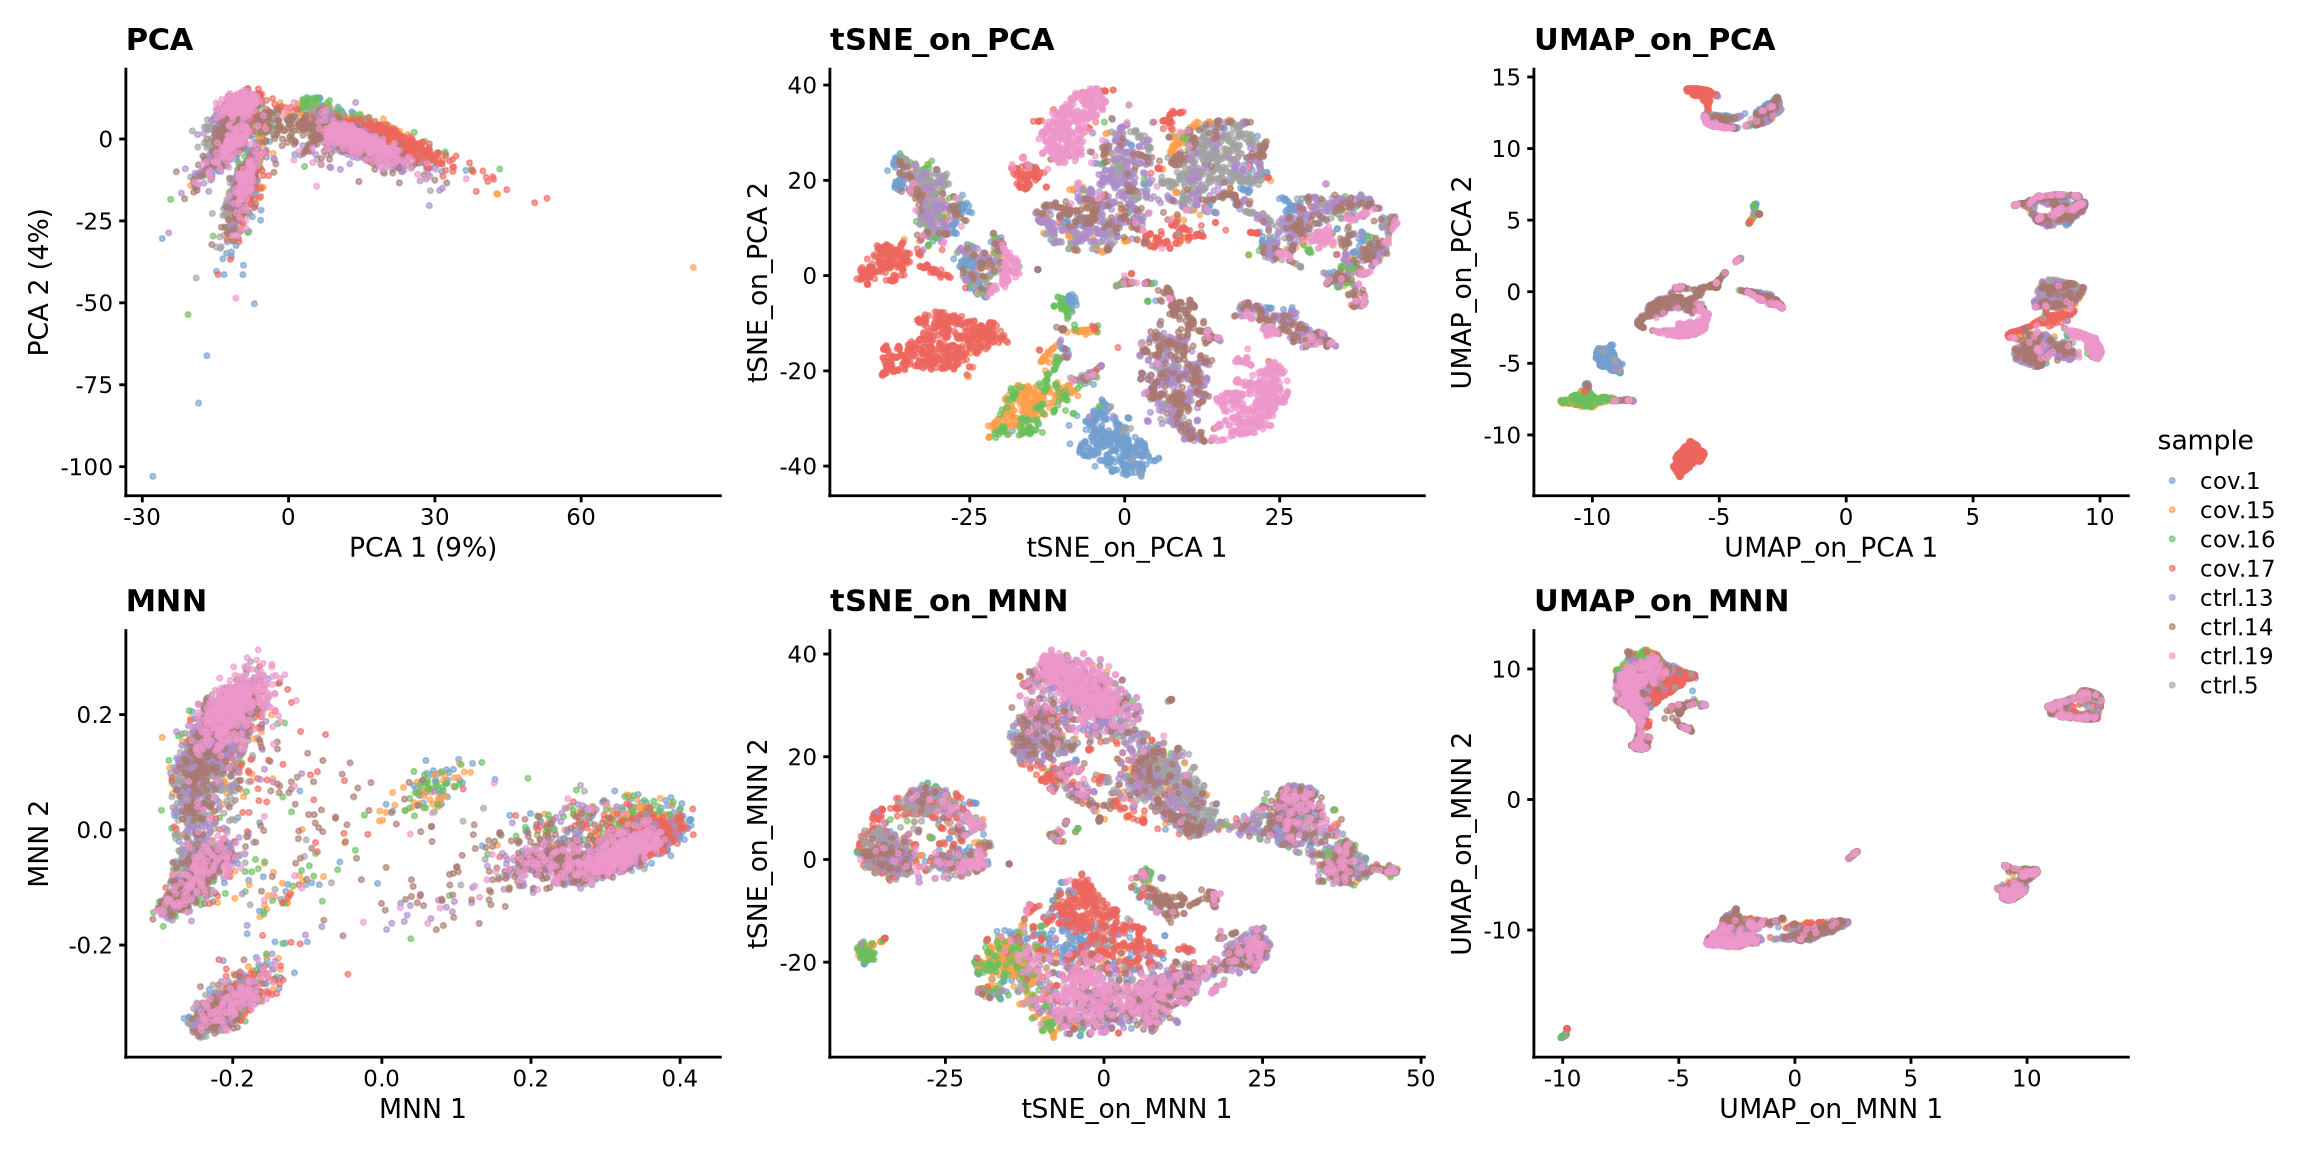 PCA
tSNE_on_PCA
UMAP_on_PCA
0
-25
-50
-75
-100
PCA 2 (4%)
-30 0 30 60
PCA 1 (9%)
40
20
0
-20
-40
tSNE_on_PCA 2
-25 0 25
tSNE_on_PCA 1
15
10
5
0
-5
-10
UMAP_on_PCA 2
-10 -5 0 5 10
UMAP_on_PCA 1
sample
cov.1
cov.15
cov.16
cov.17
ctrl.13
ctrl.14
ctrl.19
ctrl.5
MNN
tSNE_on_MNN
UMAP_on_MNN
0.2
0.0
-0.2
MNN 2
-0.2 0.0 0.2 0.4
MNN 1
40
20
0
-20
tSNE_on_MNN 2
-25 0 25 50
tSNE_on_MNN 1
10
0
-10
UMAP_on_MNN 2
-10 -5 0 5 10
UMAP_on_MNN 1